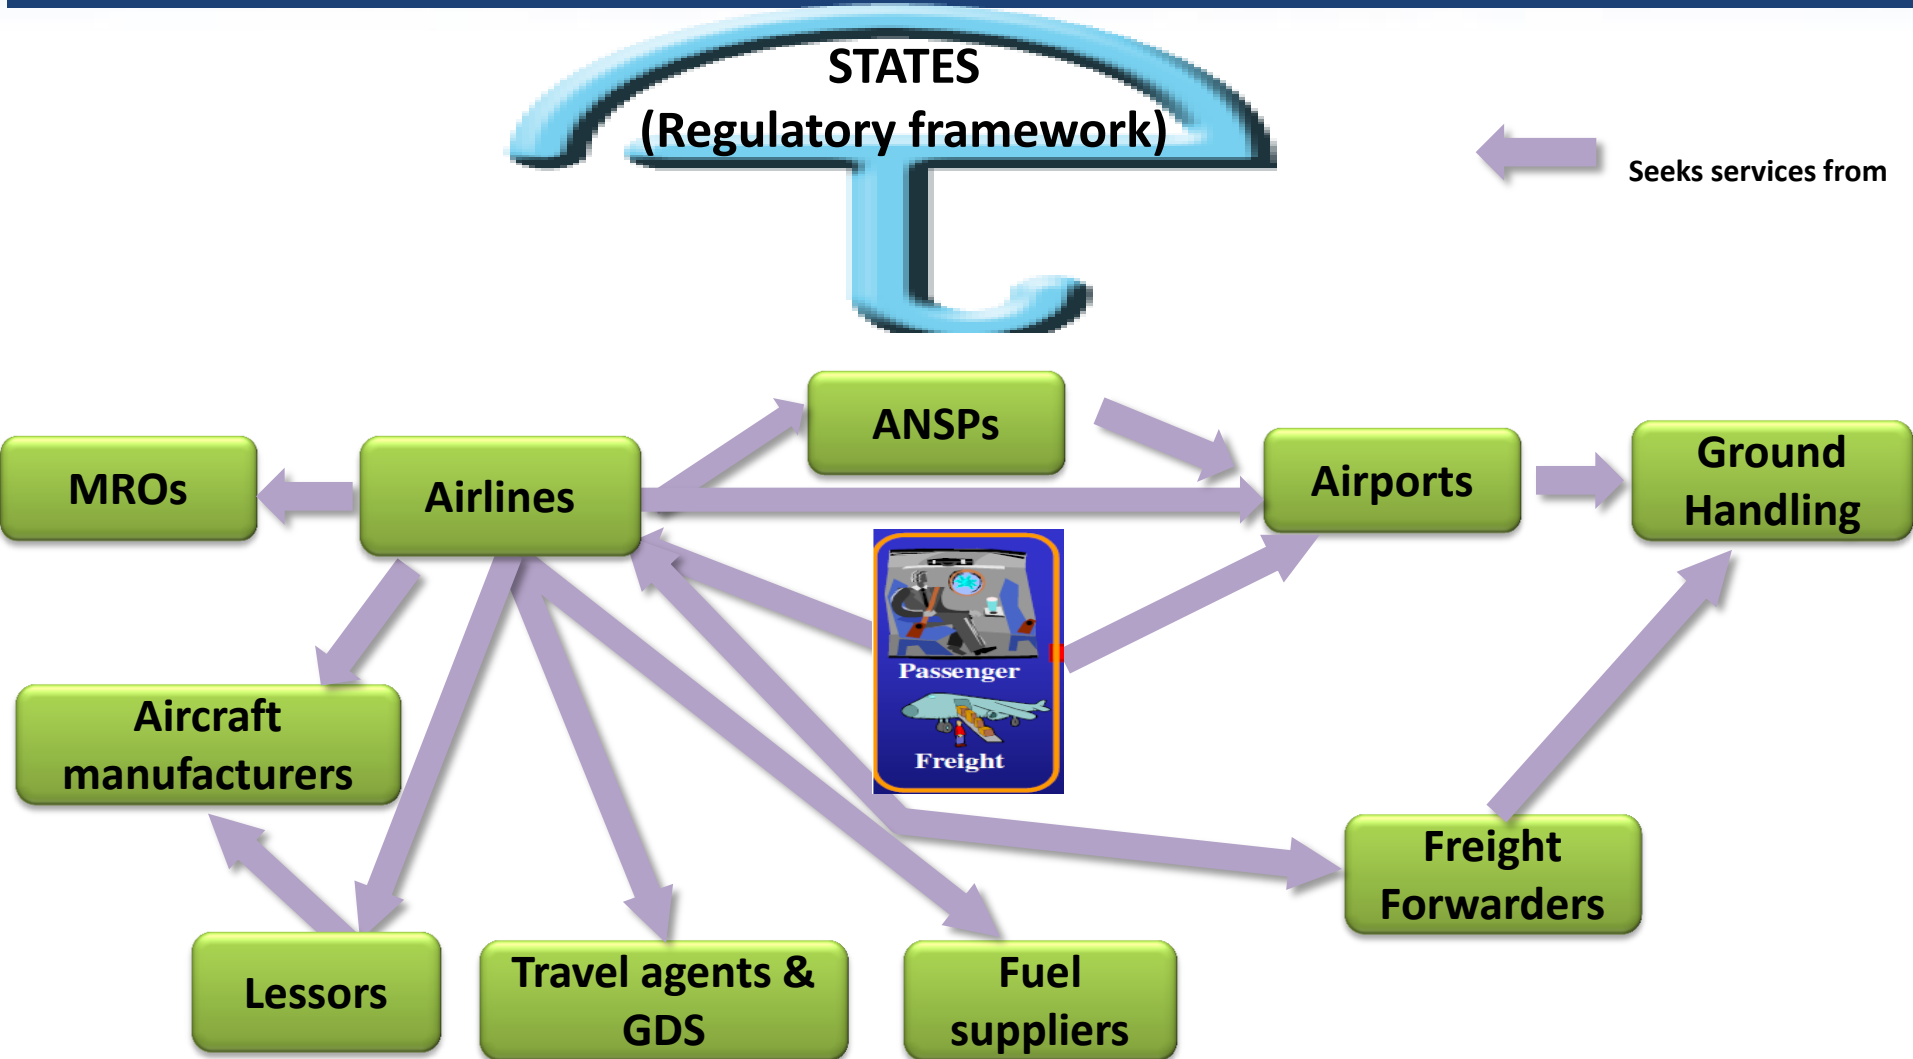 STATES
(Regulatory framework)
Seeks services from
ANSPs
MROs
Airlines
Airports
Ground
Handling
Passenger
Freight
Aircraft
manufacturers
Freight
Forwarders
Lessors
Travel agents &
GDS
Fuel
suppliers